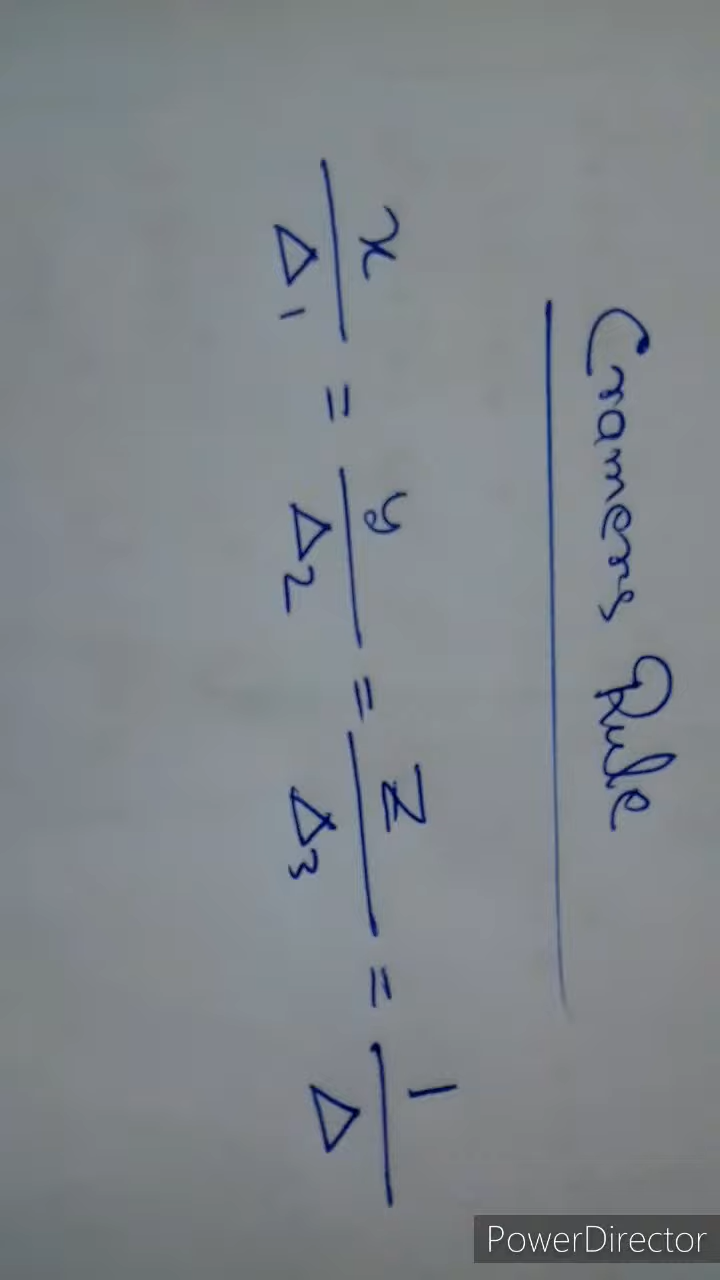 Cramers Rule
x/Δ1 = y/Δ2 = z/Δ3 = 1/Δ
PowerDirector